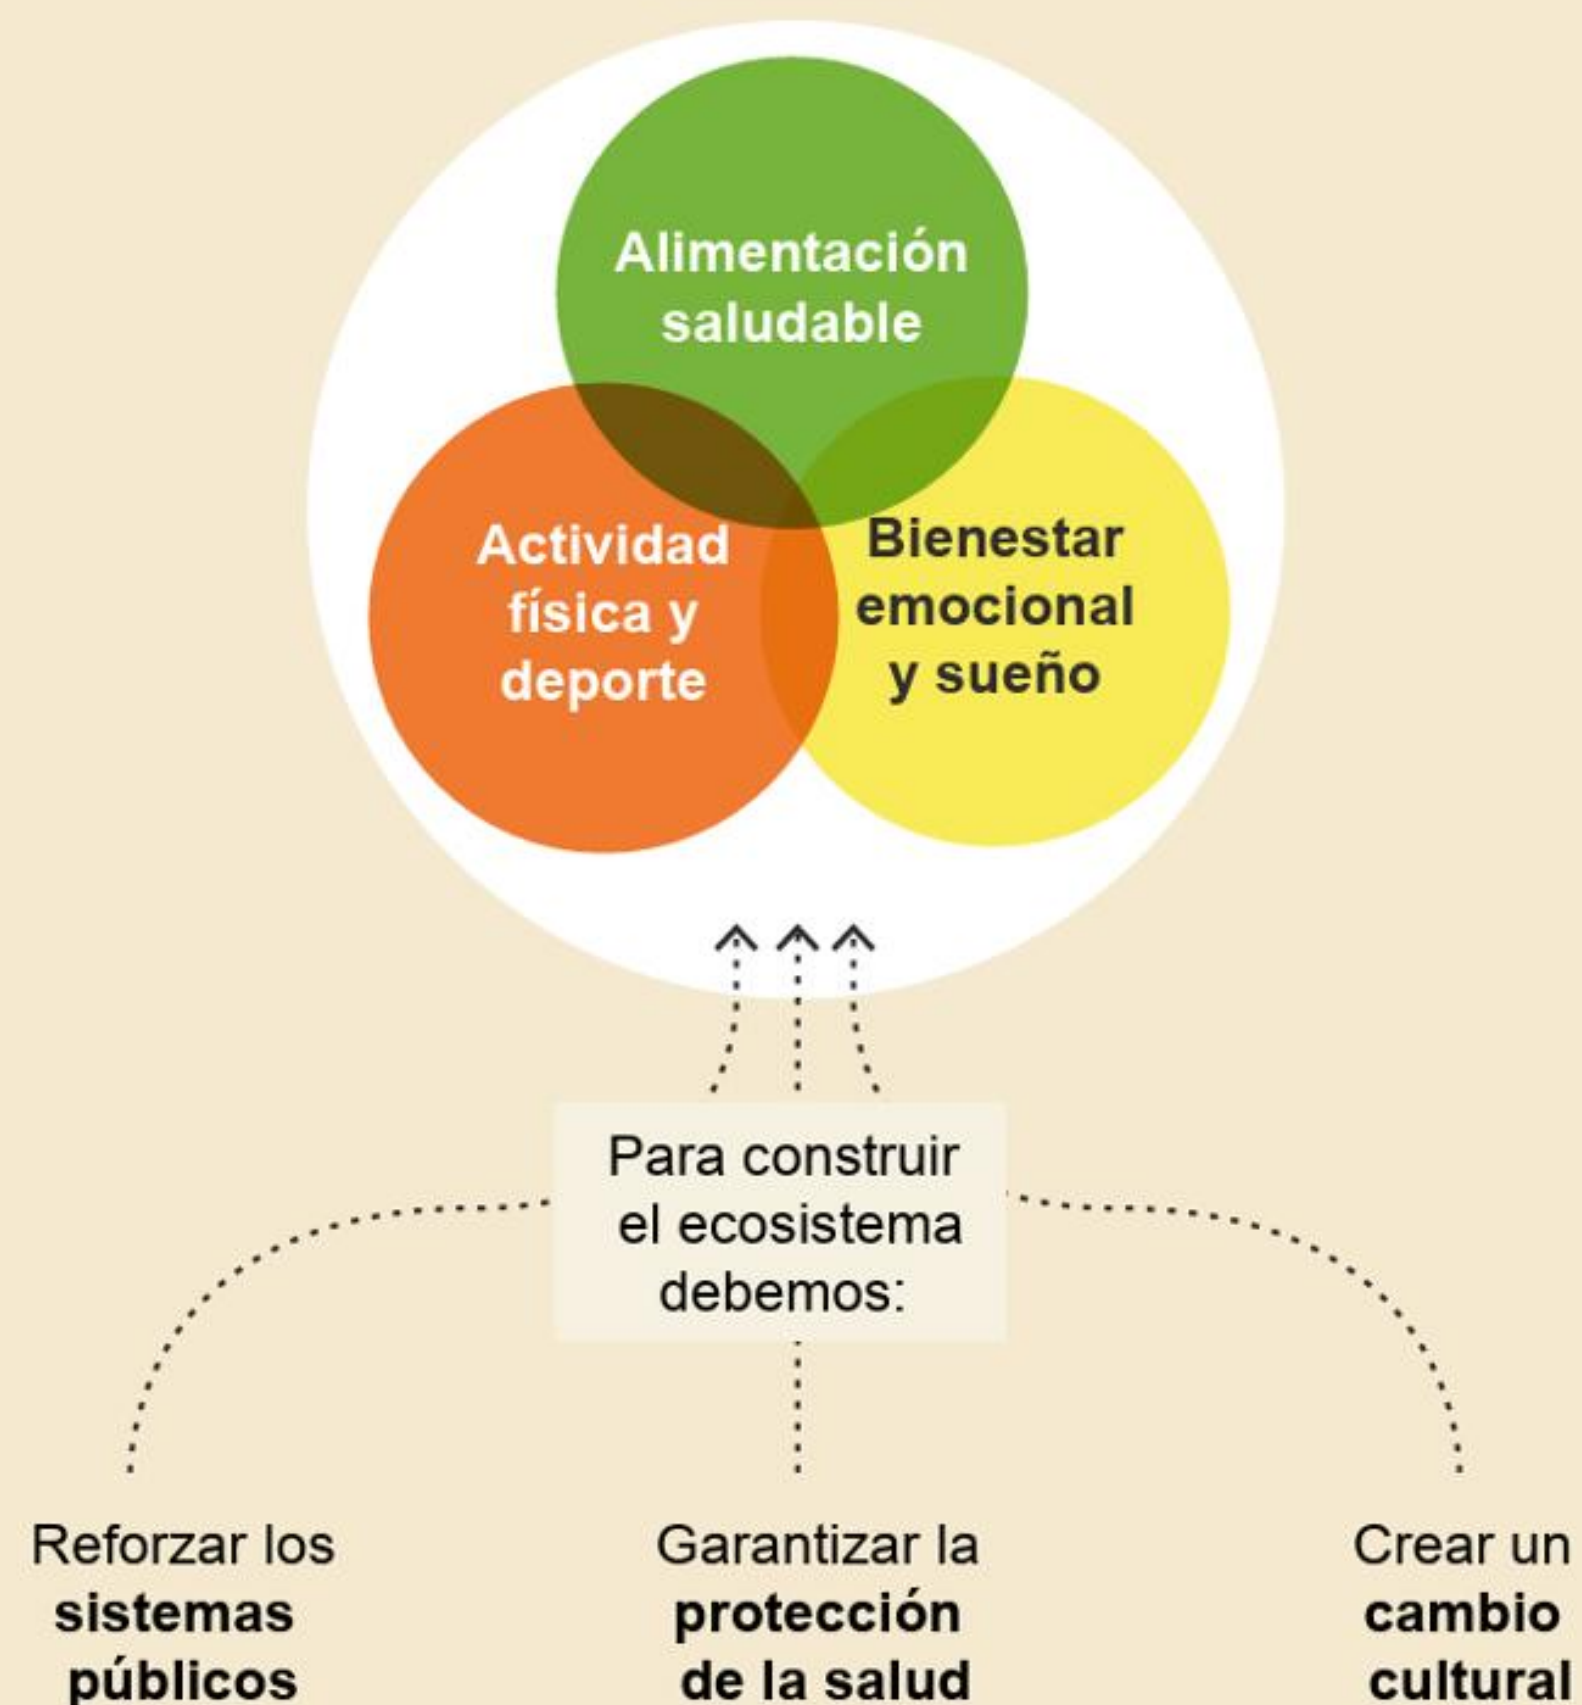 Alimentación
saludable
Actividad
física y
deporte
Bienestar
emocional
y sueño
Para construir
el ecosistema
debemos:
Reforzar los
sistemas
públicos
Garantizar la
protección
de la salud
Crear un
cambio
cultural